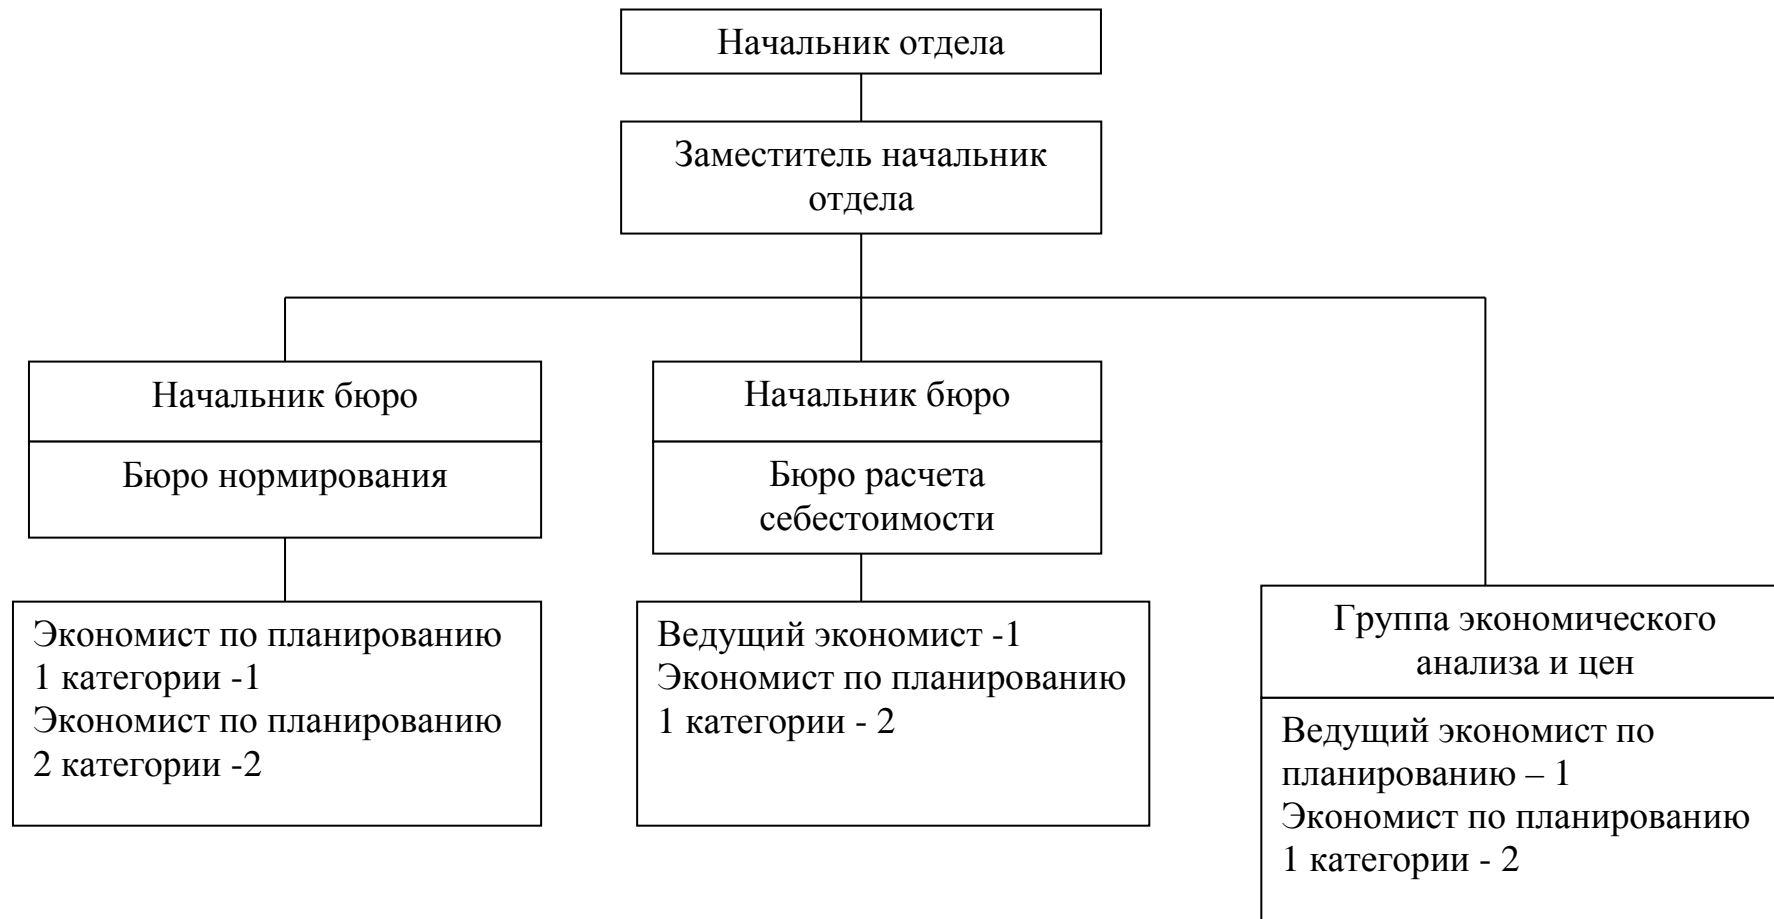 Начальник отдела
Заместитель начальник
отдела
Начальник бюро
Бюро нормирования
Начальник бюро
Бюро расчета
себестоимости
Экономист по планированию
1 категории -1
Экономист по планированию
2 категории -2
Ведущий экономист -1
Экономист по планированию
1 категории - 2
Группа экономического
анализа и цен
Ведущий экономист по
планированию – 1
Экономист по планированию
1 категории - 2